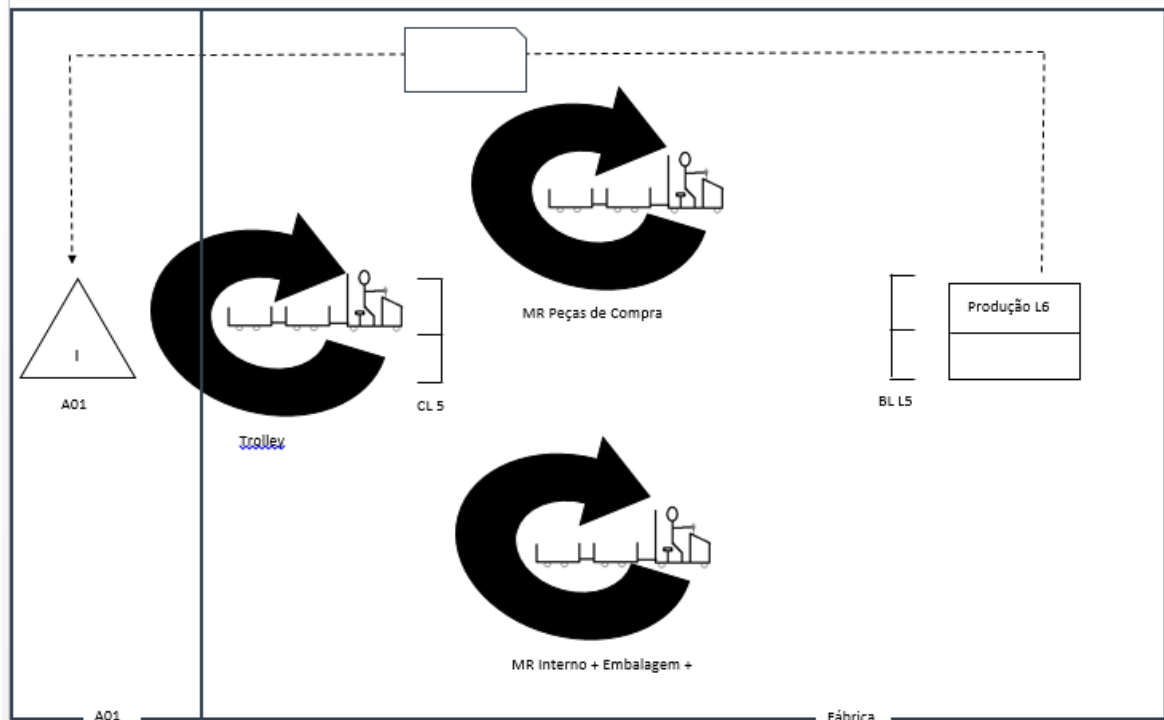 MR Peças de Compra
Produção L6
I
A01
CL 5
BL L5
Trolley
MR Interno + Embalagem +
A01
Fábrica